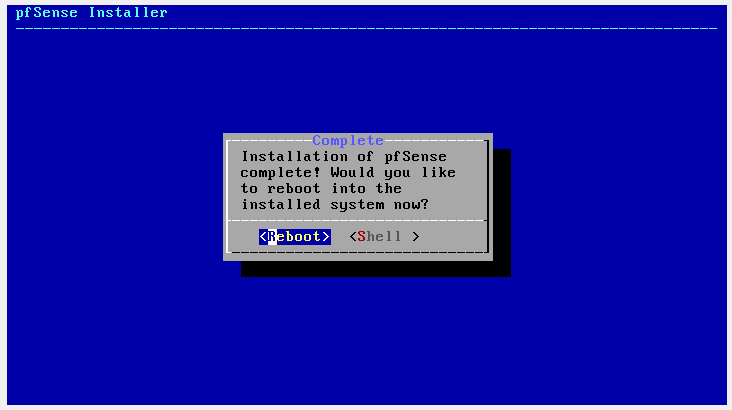 pfSense Installer
Complete
Installation of pfSense
complete! Would you like
to reboot into the
installed system now?
<Reboot> <Shell >